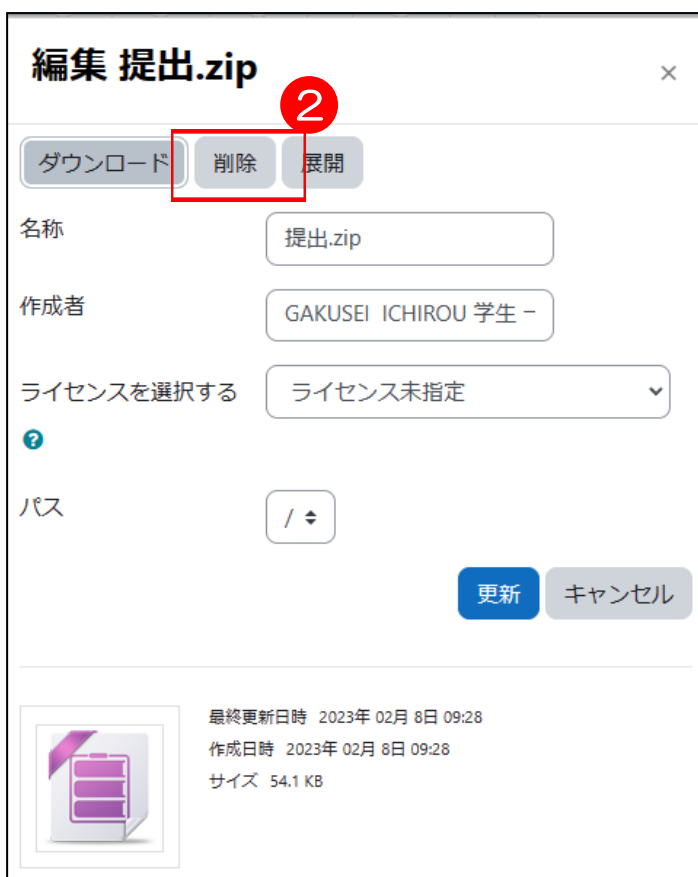 編集 提出.zip
×
2
ダウンロード 削除 展開
名称 提出.zip
作成者 GAKUSEI ICHIROU 学生 −
ライセンスを選択する ライセンス未指定
?
パス /
更新 キャンセル
最終更新日時 2023年 02月 8日 09:28
作成日時 2023年 02月 8日 09:28
サイズ 54.1 KB